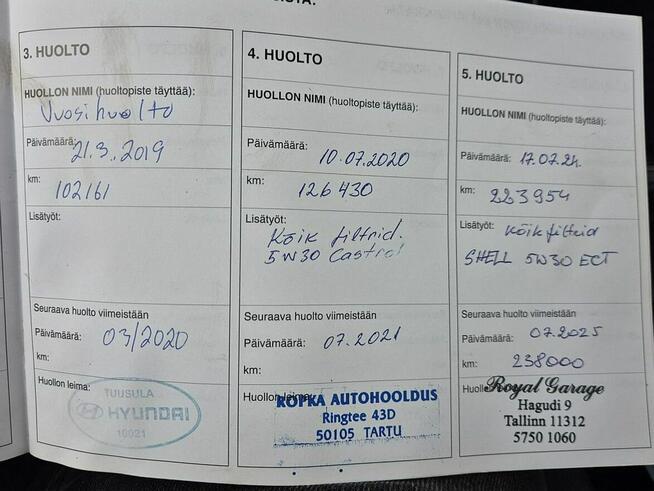 3. HUOLTO
HUOLLON NIMI (huoltopiste täyttää):
Vuosihuolto
Päivämäärä: 21.3.2019
km: 102161
Lisätyöt:
Seuraava huolto viimeistään
Päivämäärä: 03/2020
km:
Huollon leima:
TUUSULA
HYUNDAI
4. HUOLTO
HUOLLON NIMI (huoltopiste täyttää):
Päivämäärä: 10.07.2020
km: 126 430
Lisätyöt:
Kõik filtrid.
5W30 Castrol
Seuraava huolto viimeistään
Päivämäärä: 07.2021
km:
Huollon leima:
ROPKA AUTOHOOLDUS
Ringtee 43D
50105 TARTU
5. HUOLTO
HUOLLON NIMI (huoltopiste täyttää):
Päivämäärä: 17.07.24.
km: 223954
Lisätyöt: Kõik filtrid
SHELL 5W30 ECT
Seuraava huolto viimeistään
Päivämäärä: 07.2025
km: 238000
Royal Garage
Hagudi 9
Tallinn 11312
5750 1060